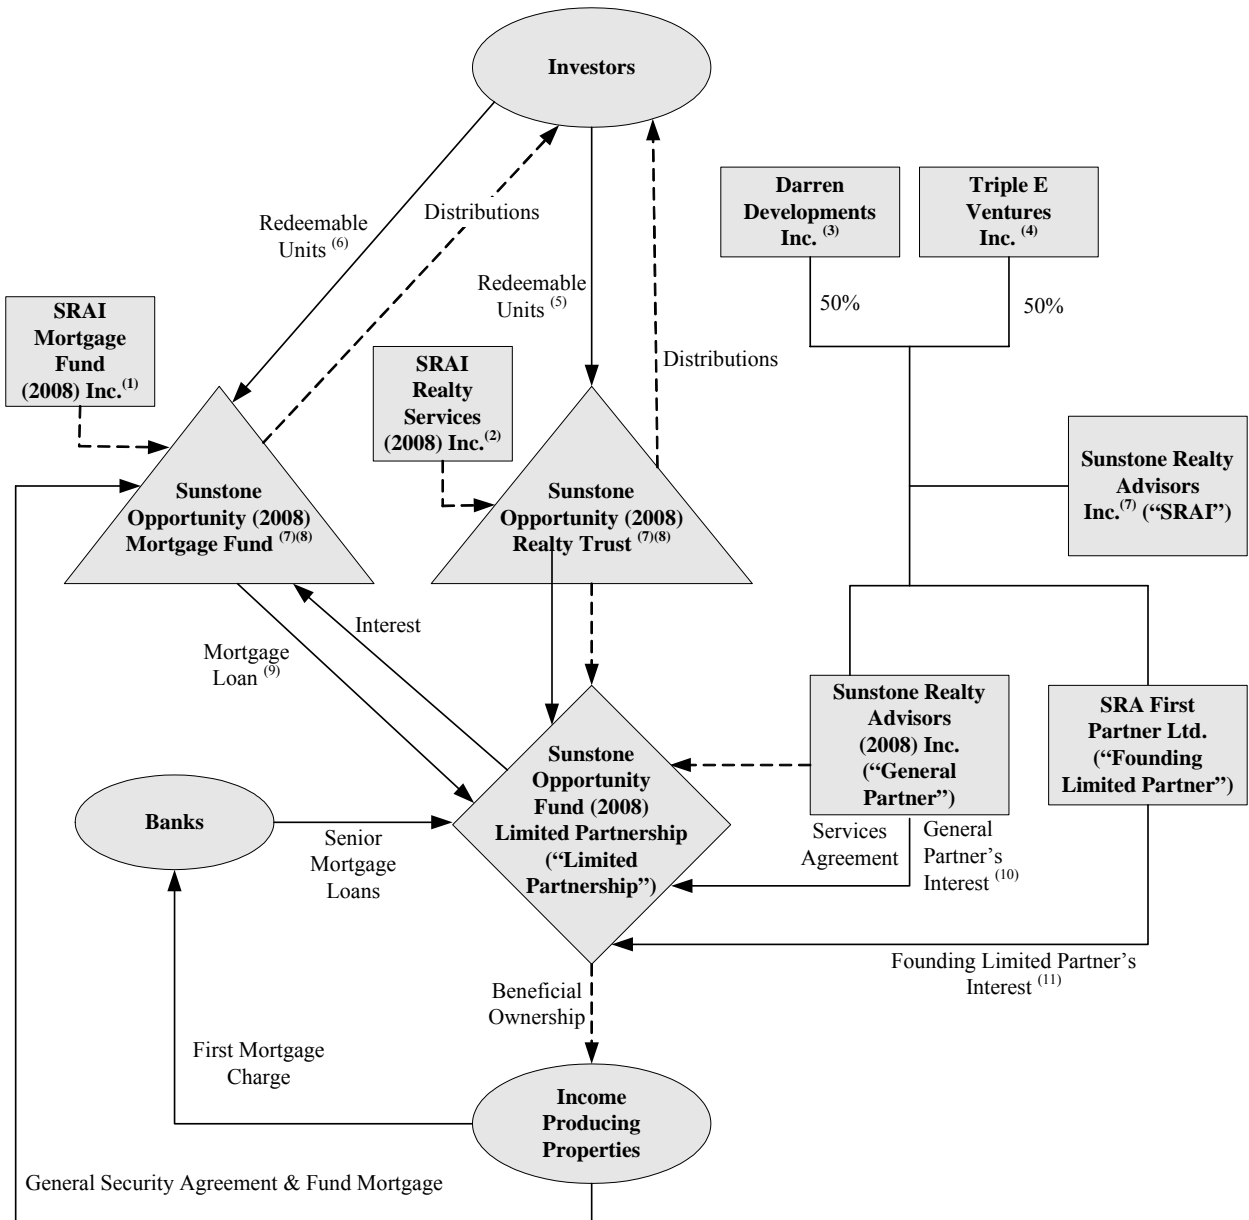 Investors
Darren
Developments
Inc. (3)
Triple E
Ventures
Inc. (4)
Redeemable
Units (6)
Distributions
Redeemable
Units (5)
50%
50%
SRAI
Mortgage
Fund
(2008) Inc.(1)
SRAI
Realty
Services
(2008) Inc.(2)
Distributions
Sunstone Realty
Advisors
Inc.(7) (“SRAI”)
Sunstone
Opportunity (2008)
Mortgage Fund (7)(8)
Sunstone
Opportunity (2008)
Realty Trust (7)(8)
Interest
Mortgage
Loan (9)
Sunstone Realty
Advisors
(2008) Inc.
(“General
Partner”)
SRA First
Partner Ltd.
(“Founding
Limited Partner”)
Sunstone
Opportunity
Fund (2008)
Limited Partnership
(“Limited
Partnership”)
Banks
Senior
Mortgage
Loans
Services
Agreement
General
Partner’s
Interest (10)
Founding Limited Partner’s
Interest (11)
Beneficial
Ownership
First Mortgage
Charge
Income
Producing
Properties
General Security Agreement & Fund Mortgage